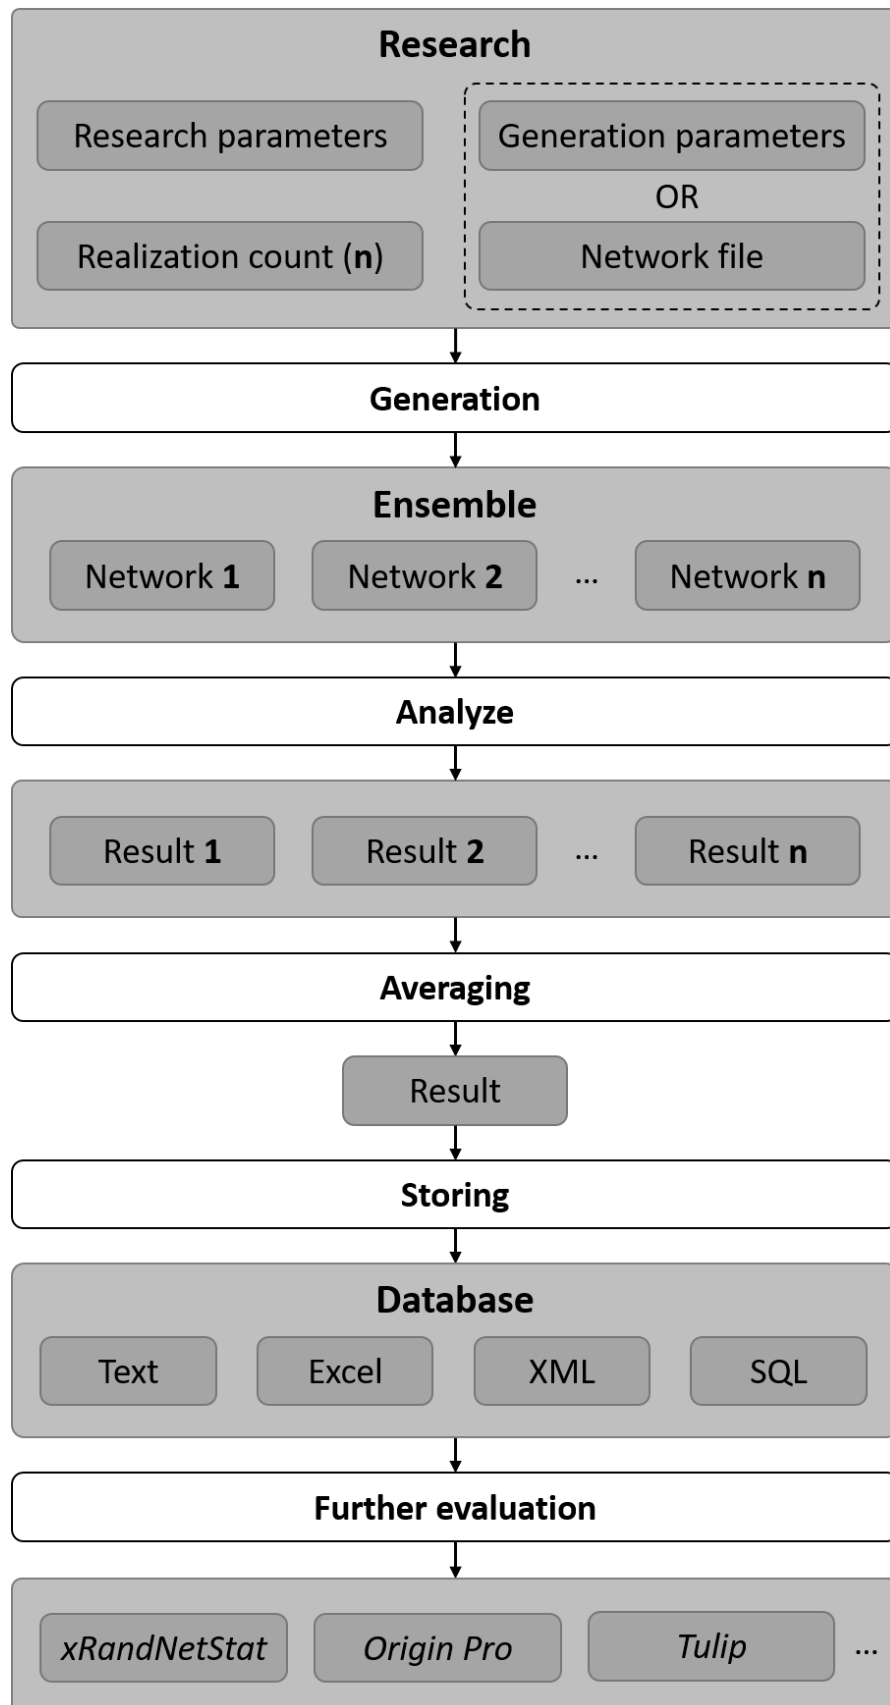 Research
Research parameters
Generation parameters
OR
Realization count (n)
Network file
Generation
Ensemble
Network 1
Network 2
...
Network n
Analyze
Result 1
Result 2
...
Result n
Averaging
Result
Storing
Database
Text
Excel
XML
SQL
Further evaluation
xRandNetStat
Origin Pro
Tulip
...